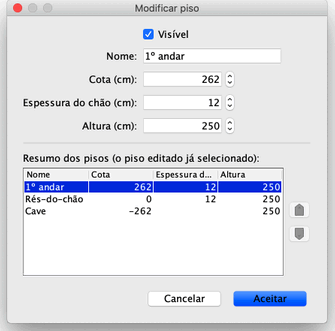 Modificar piso
Visível
Nome: 1º andar
Cota (cm): 262
Espessura do chão (cm): 12
Altura (cm): 250
Resumo dos pisos (o piso editado já selecionado):
Nome Cota Espessura d... Altura
1º andar 262 12 250
Rés-do-chão 0 12 250
Cave -262 250
Cancelar Aceitar